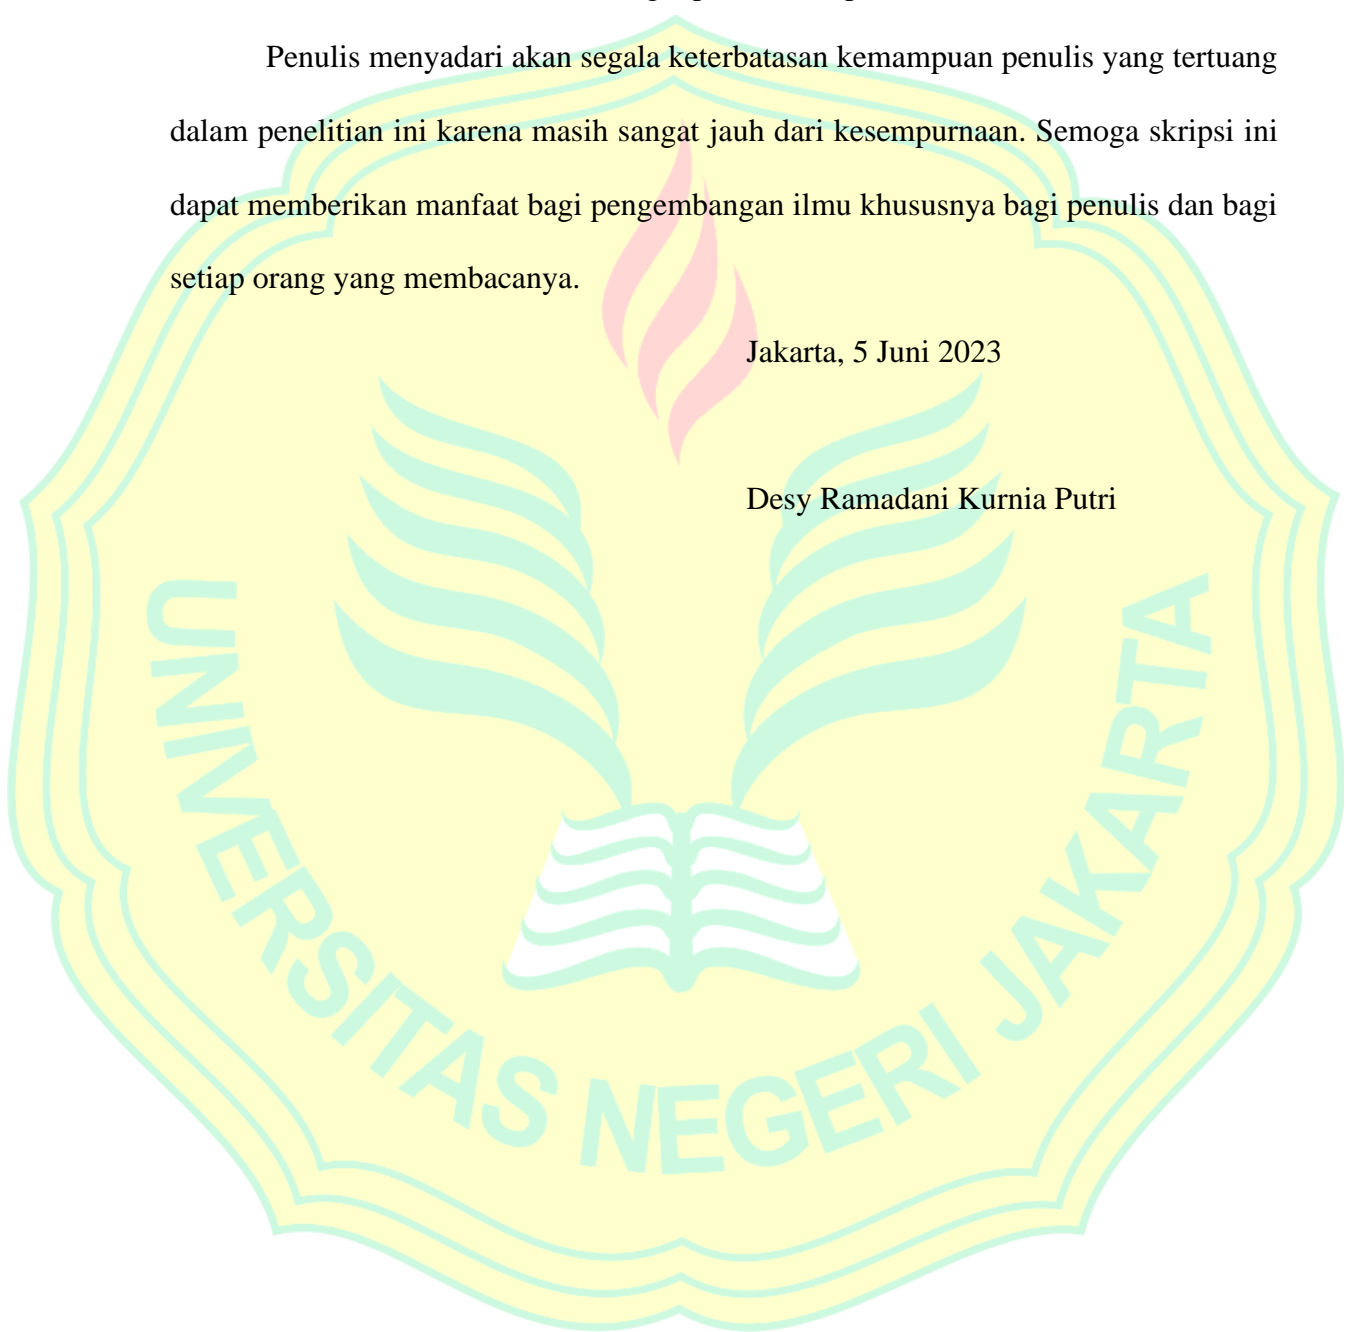 Penulis menyadari akan segala keterbatasan kemampuan penulis yang tertuang
dalam penelitian ini karena masih sangat jauh dari kesempurnaan. Semoga skripsi ini
dapat memberikan manfaat bagi pengembangan ilmu khususnya bagi penulis dan bagi
setiap orang yang membacanya.
Jakarta, 5 Juni 2023
Desy Ramadani Kurnia Putri
UNIVERSITAS NEGERI JAKARTA